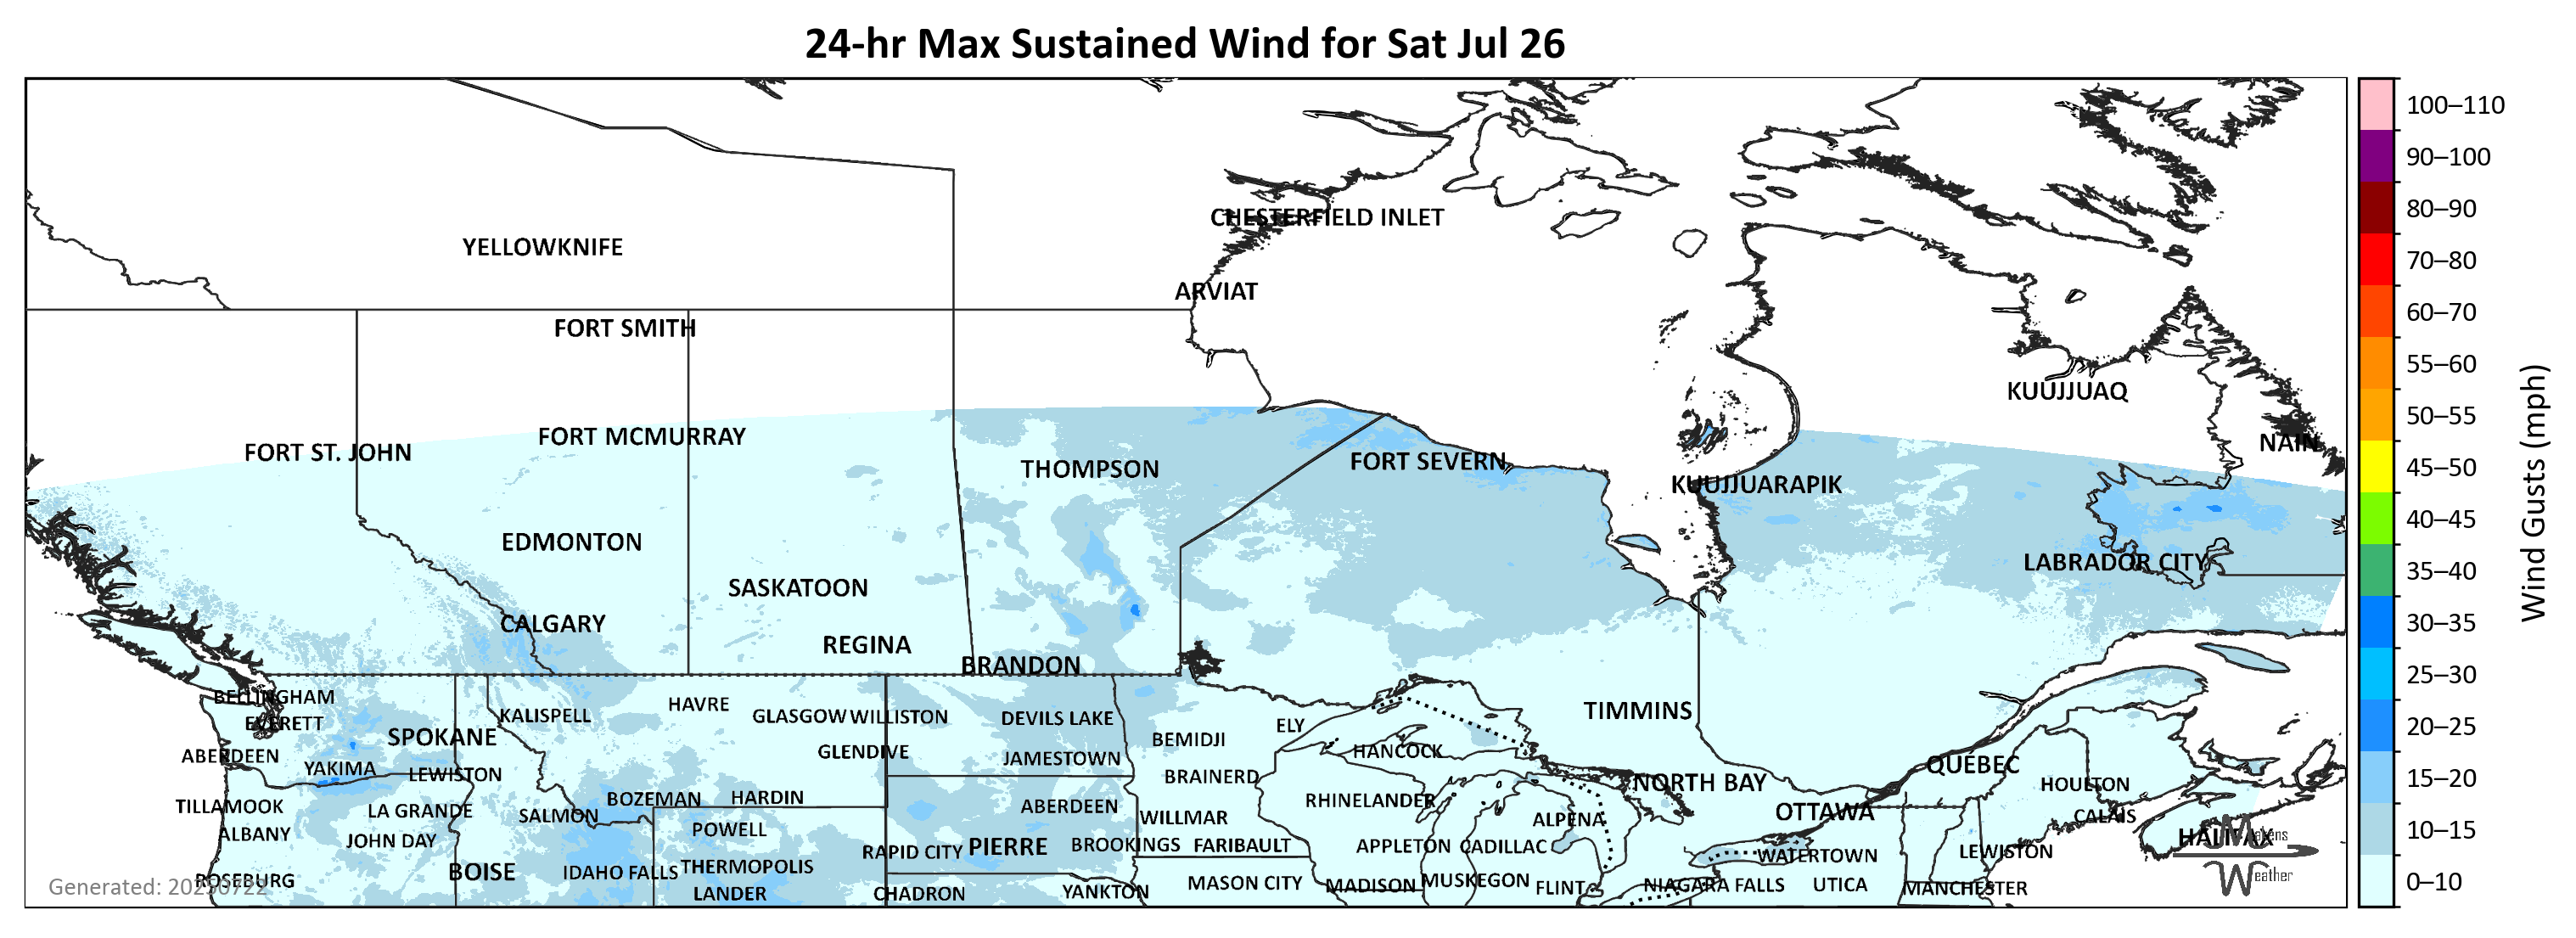 24-hr Max Sustained Wind for Sat Jul 26
100–110
90–100
80–90
70–80
60–70
55–60
50–55
45–50
40–45
35–40
30–35
25–30
20–25
15–20
10–15
0–10
Wind Gusts (mph)
CHESTERFIELD INLET
YELLOWKNIFE
ARVIAT
FORT SMITH
KUUJJUAQ
FORT MCMURRAY
NAIN
FORT ST. JOHN
FORT SEVERN
THOMPSON
KUUJJUARAPIK
EDMONTON
LABRADOR CITY
SASKATOON
CALGARY
REGINA
BRANDON
BELLINGHAM
HAVRE
TIMMINS
KALISPELL
GLASGOW
WILLISTON
DEVILS LAKE
EVERETT
ELY
SPOKANE
BEMIDJI
GLENDIVE
HANCOCK
ABERDEEN
JAMESTOWN
QUÉBEC
YAKIMA
LEWISTON
BRAINERD
NORTH BAY
HOULTON
BOZEMAN
HARDIN
RHINELANDER
TILLAMOOK
LA GRANDE
ABERDEEN
OTTAWA
SALMON
WILLMAR
CALAIS
ALPENA
POWELL
ALBANY
HALIFAX
JOHN DAY
BROOKINGS
FARIBAULT
APPLETON
CADILLAC
PIERRE
RAPID CITY
LEWISTON
WATERTOWN
THERMOPOLIS
BOISE
IDAHO FALLS
ROSEBURG
MASON CITY
MADISON
MUSKEGON
NIAGARA FALLS
UTICA
FLINT
MANCHESTER
LANDER
CHADRON
YANKTON
Generated: 20250722
Makens
Weather